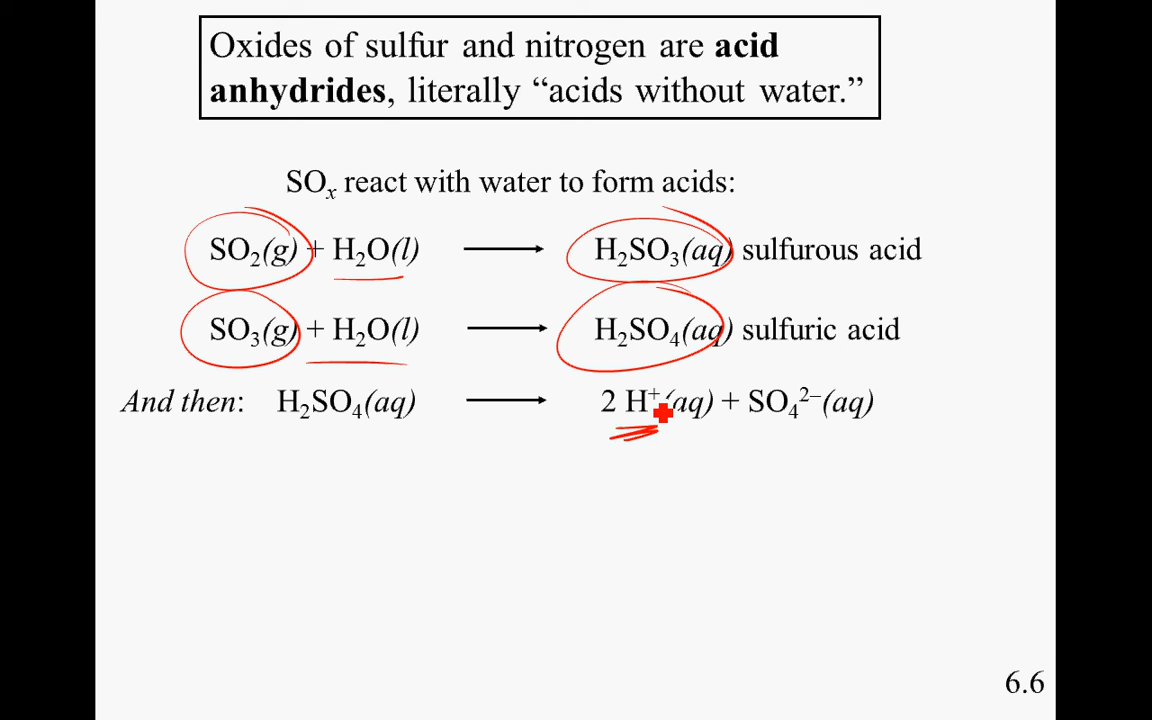 Oxides of sulfur and nitrogen are acid
anhydrides, literally “acids without water.”
SOₓ react with water to form acids:
SO₂(g) + H₂O(l) ⟶ H₂SO₃(aq) sulfurous acid
SO₃(g) + H₂O(l) ⟶ H₂SO₄(aq) sulfuric acid
And then: H₂SO₄(aq) ⟶ 2 H⁺(aq) + SO₄²⁻(aq)
6.6